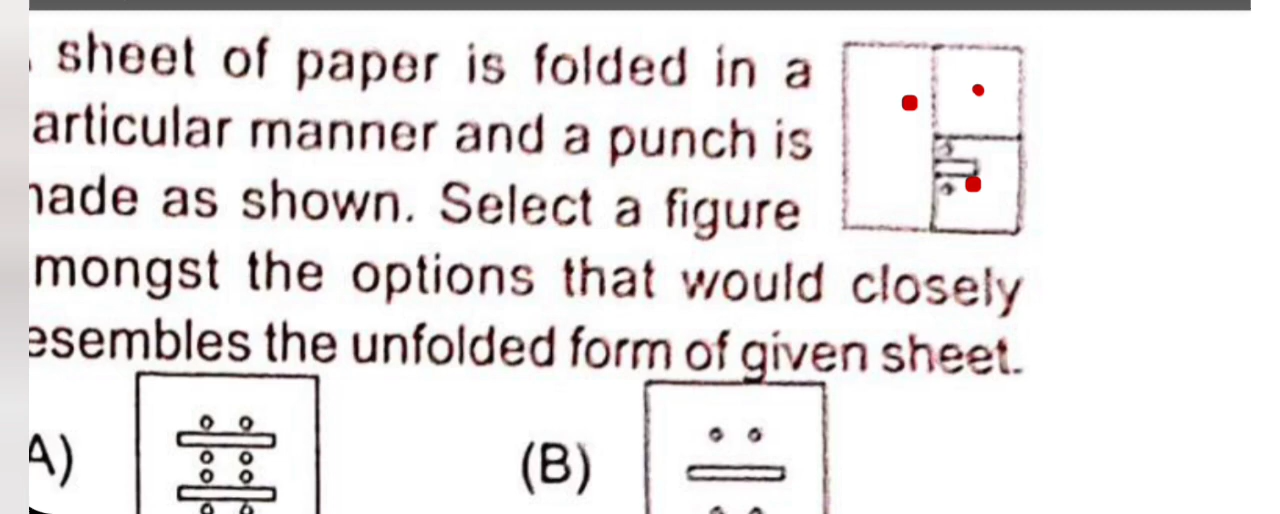 sheet of paper is folded in a
articular manner and a punch is
ade as shown. Select a figure
mongst the options that would closely
esembles the unfolded form of given sheet.
A)
(B)